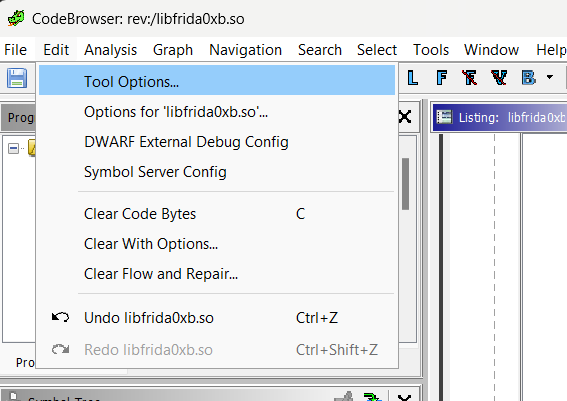 CodeBrowser: rev:/libfrida0xb.so
File Edit Analysis Graph Navigation Search Select Tools Window Help
L F F V B
Prog
Listing: libfrida0xb
Tool Options...
Options for 'libfrida0xb.so'...
DWARF External Debug Config
Symbol Server Config
Clear Code Bytes C
Clear With Options...
Clear Flow and Repair...
Undo libfrida0xb.so Ctrl+Z
Redo libfrida0xb.so Ctrl+Shift+Z
Pro
Symbol Tree